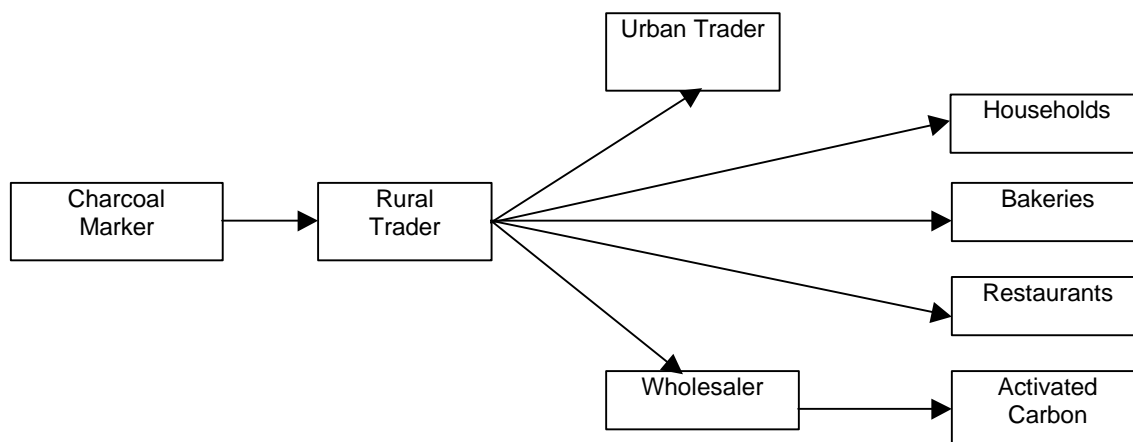 Urban Trader
Households
Charcoal
Marker
Rural
Trader
Bakeries
Restaurants
Wholesaler
Activated
Carbon